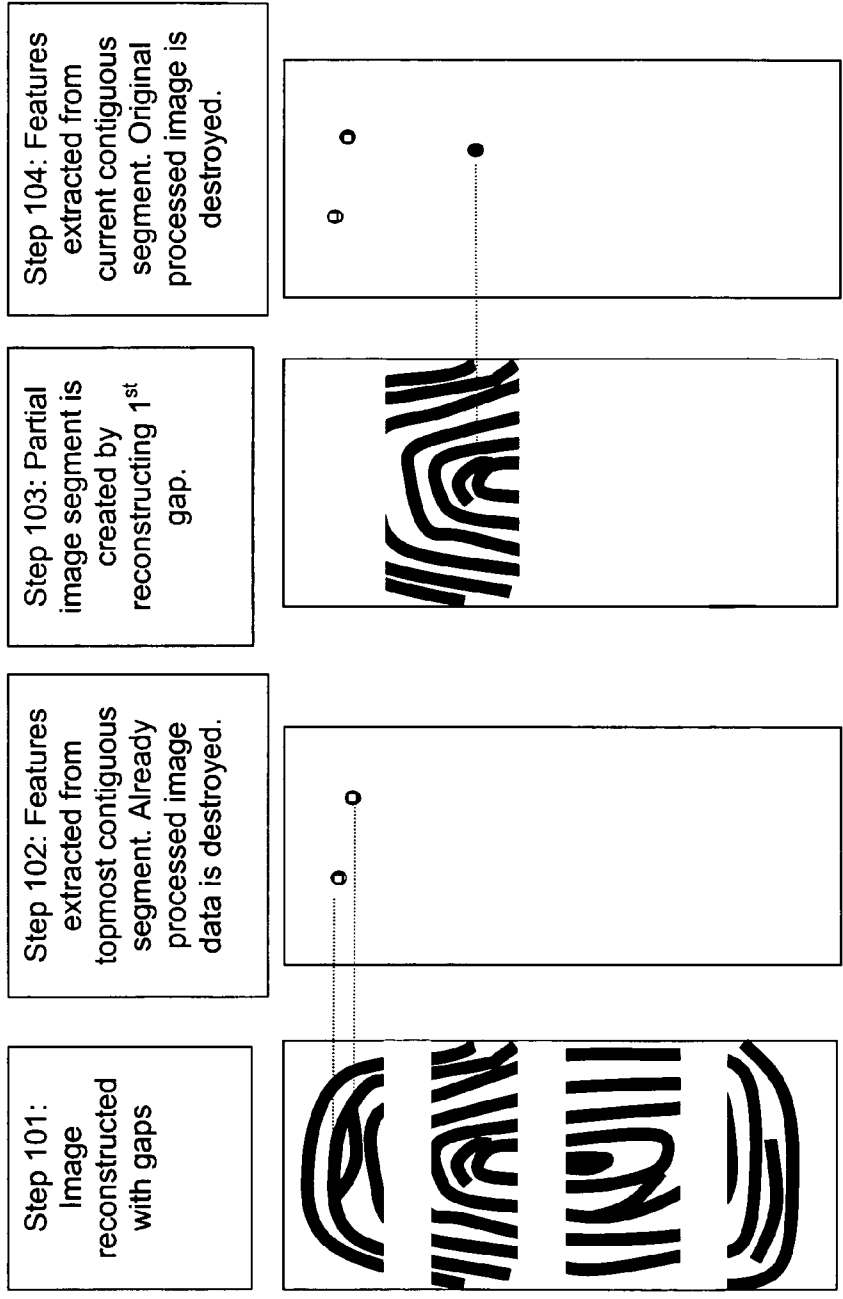 Step 101:
Image
reconstructed
with gaps
Step 102: Features
extracted from
topmost contiguous
segment. Already
processed image
data is destroyed.
Step 103: Partial
image segment is
created by
reconstructing 1st
gap.
Step 104: Features
extracted from
current contiguous
segment. Original
processed image is
destroyed.